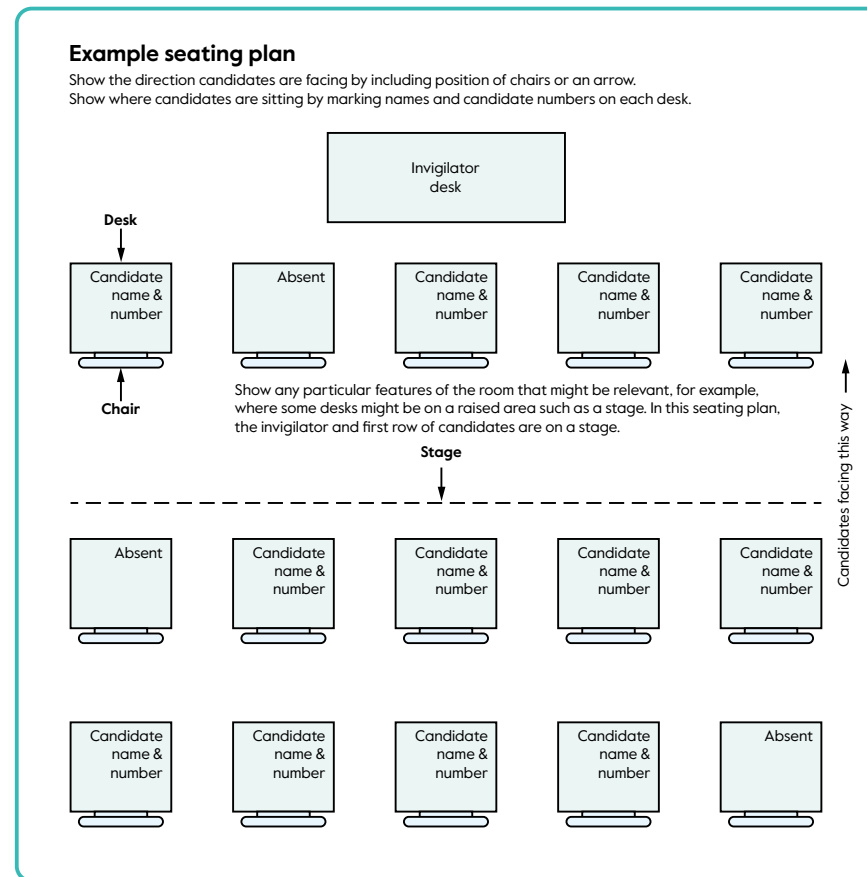 Example seating plan
Show the direction candidates are facing by including position of chairs or an arrow.
Show where candidates are sitting by marking names and candidate numbers on each desk.
Invigilator
desk
Desk
Candidate
name &
number
Absent
Candidate
name &
number
Candidate
name &
number
Candidate
name &
number
Chair
Show any particular features of the room that might be relevant, for example,
where some desks might be on a raised area such as a stage. In this seating plan,
the invigilator and first row of candidates are on a stage.
Stage
Candidates facing this way
Absent
Candidate
name &
number
Candidate
name &
number
Candidate
name &
number
Candidate
name &
number
Candidate
name &
number
Candidate
name &
number
Candidate
name &
number
Candidate
name &
number
Absent